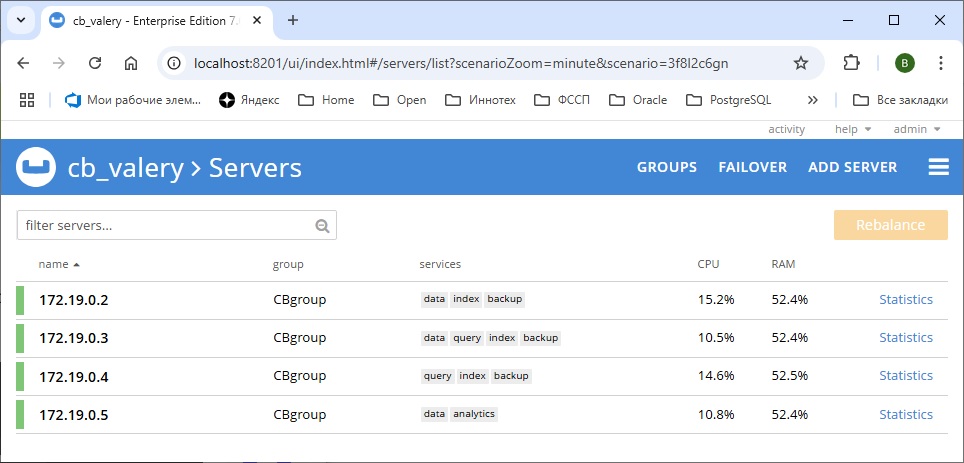 cb_valery - Enterprise Edition 7.
localhost:8201/ui/index.html#/servers/list?scenarioZoom=minute&scenario=3f8l2c6gn
B
Мои рабочие элем... Яндекс Home Open Иннотех ФССП Oracle PostgreSQL » Все закладки
activity help admin
cb_valery > Servers GROUPS FAILOVER ADD SERVER
filter servers... Rebalance
name group services CPU RAM
172.19.0.2 CBgroup data index backup 15.2% 52.4% Statistics
172.19.0.3 CBgroup data query index backup 10.5% 52.4% Statistics
172.19.0.4 CBgroup query index backup 14.6% 52.5% Statistics
172.19.0.5 CBgroup data analytics 10.8% 52.4% Statistics